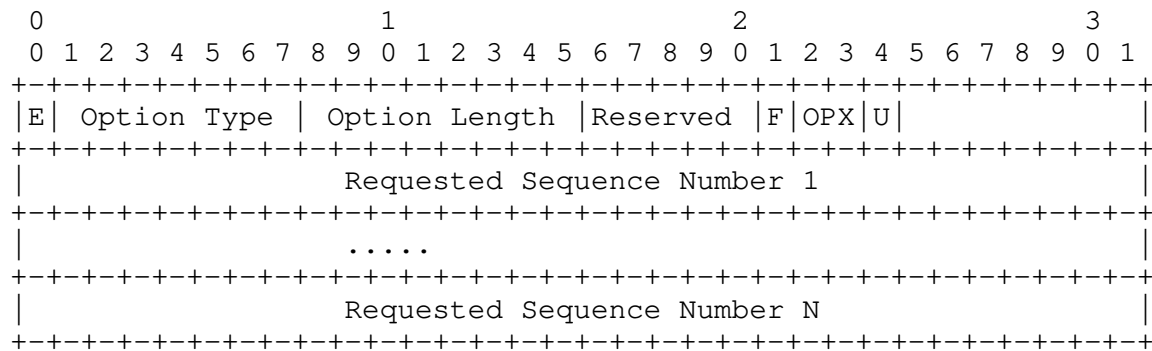 0                   1                   2                   3
 0 1 2 3 4 5 6 7 8 9 0 1 2 3 4 5 6 7 8 9 0 1 2 3 4 5 6 7 8 9 0 1
+-+-+-+-+-+-+-+-+-+-+-+-+-+-+-+-+-+-+-+-+-+-+-+-+-+-+-+-+-+-+-+-+
|E| Option Type | Option Length |Reserved |F|OPX|U|             |
+-+-+-+-+-+-+-+-+-+-+-+-+-+-+-+-+-+-+-+-+-+-+-+-+-+-+-+-+-+-+-+-+
|                  Requested Sequence Number 1                  |
+-+-+-+-+-+-+-+-+-+-+-+-+-+-+-+-+-+-+-+-+-+-+-+-+-+-+-+-+-+-+-+-+
|                  .....                                        |
+-+-+-+-+-+-+-+-+-+-+-+-+-+-+-+-+-+-+-+-+-+-+-+-+-+-+-+-+-+-+-+-+
|                  Requested Sequence Number N                  |
+-+-+-+-+-+-+-+-+-+-+-+-+-+-+-+-+-+-+-+-+-+-+-+-+-+-+-+-+-+-+-+-+